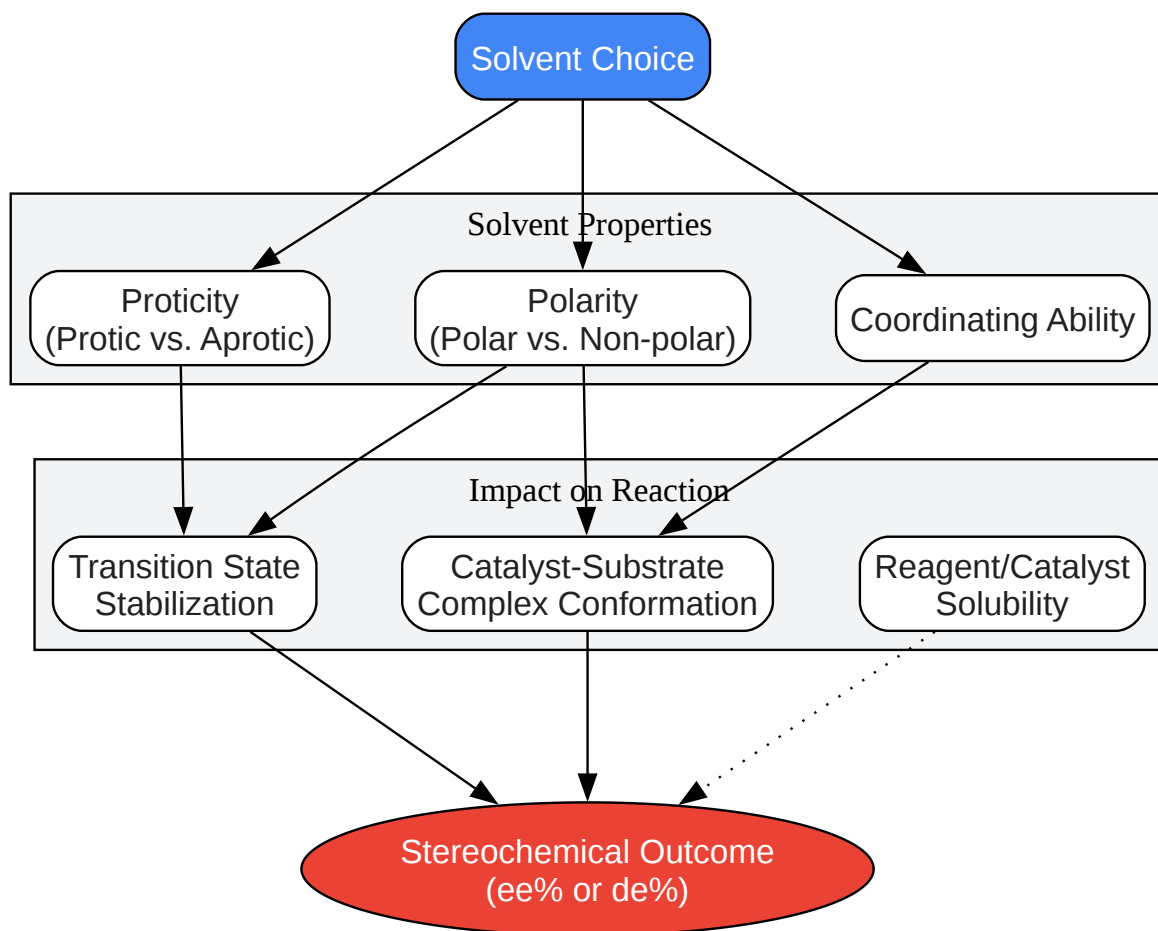 Solvent Choice
Solvent Properties
Proticity
(Protic vs. Aprotic)
Polarity
(Polar vs. Non-polar)
Coordinating Ability
Impact on Reaction
Transition State
Stabilization
Catalyst-Substrate
Complex Conformation
Reagent/Catalyst
Solubility
Stereochemical Outcome
(ee% or de%)